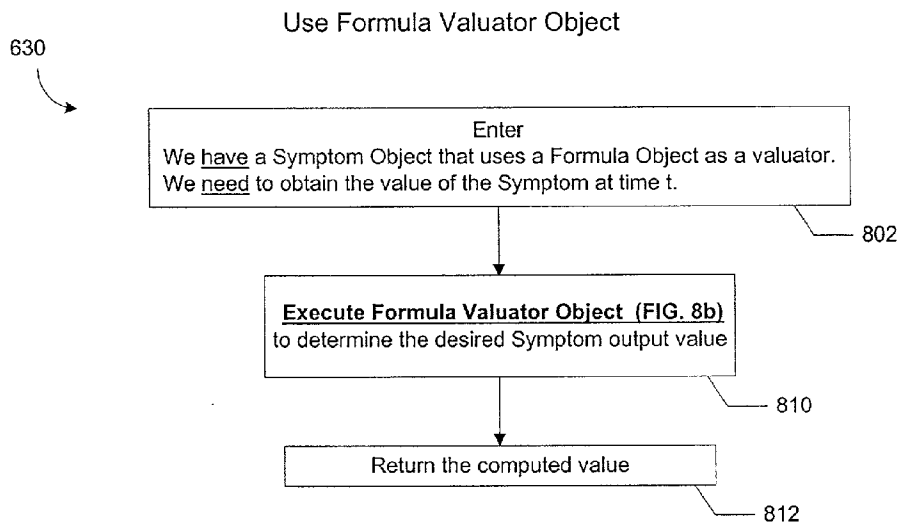 Use Formula Valuator Object
630
Enter
We have a Symptom Object that uses a Formula Object as a valuator.
We need to obtain the value of the Symptom at time t.
802
Execute Formula Valuator Object (FIG. 8b)
to determine the desired Symptom output value
810
Return the computed value
812